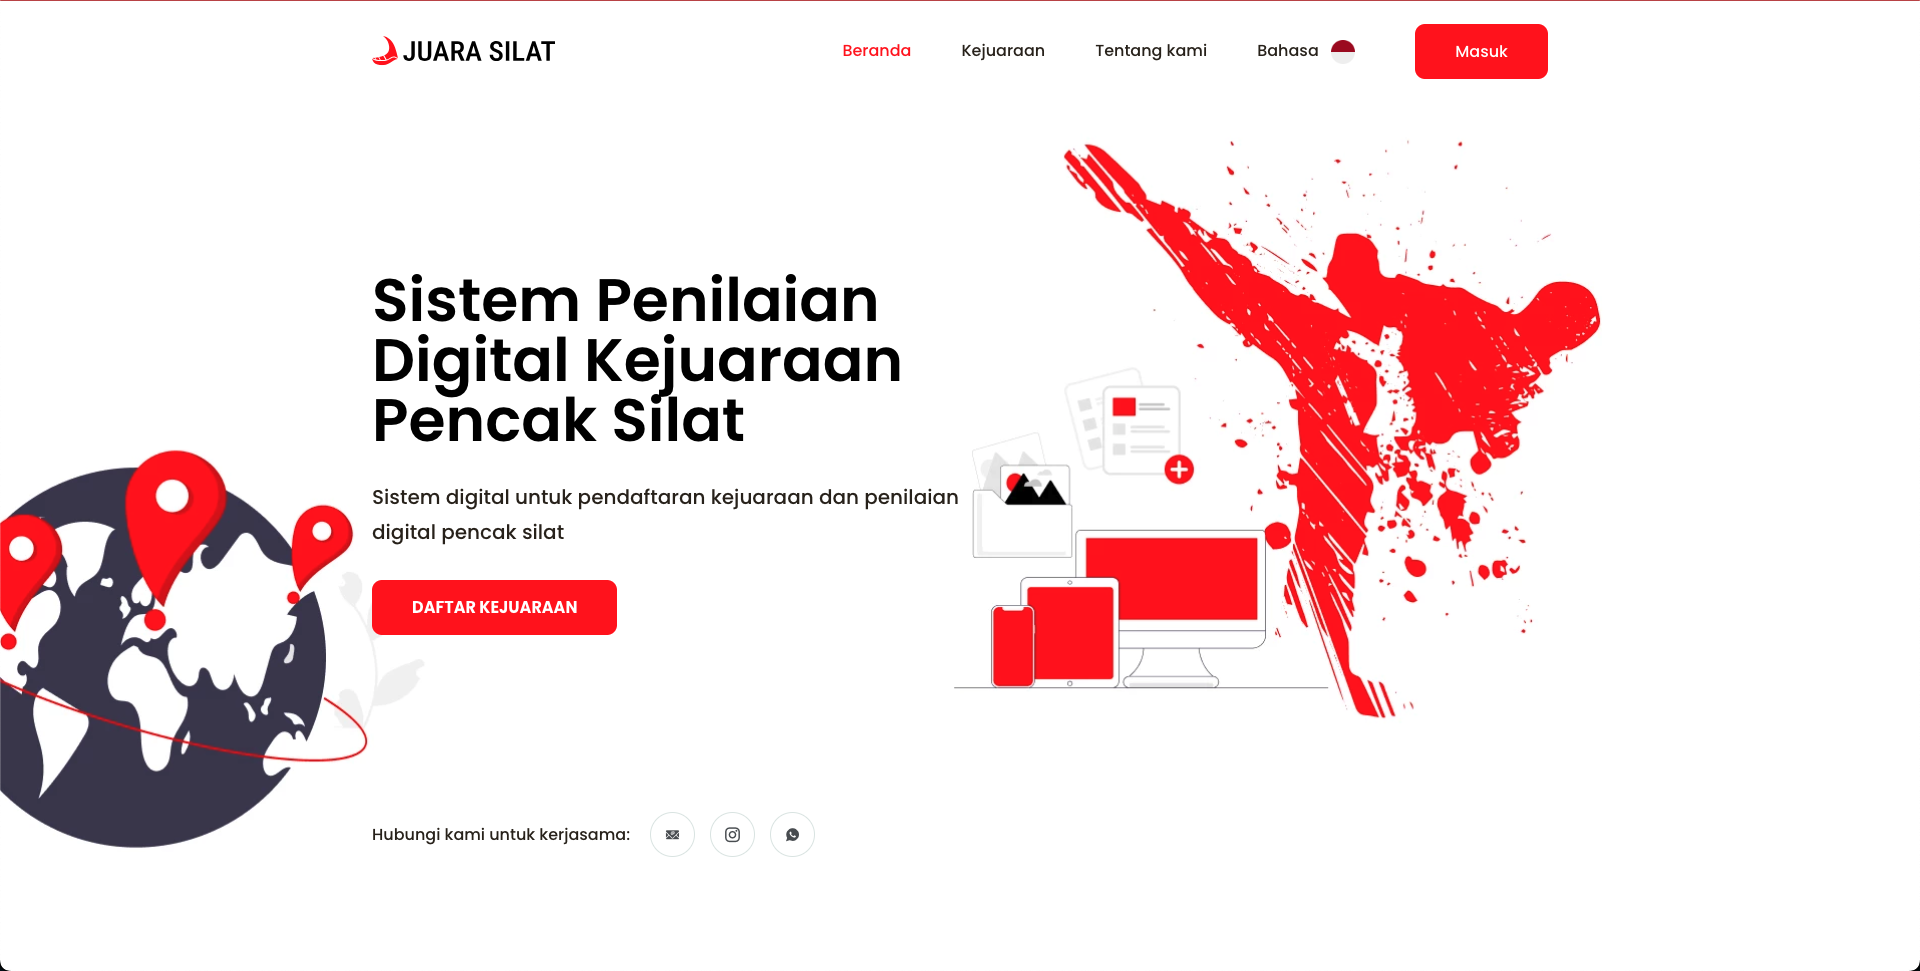 JUARA SILAT
Beranda
Kejuaraan
Tentang kami
Bahasa
Masuk
Sistem Penilaian
Digital Kejuaraan
Pencak Silat
Sistem digital untuk pendaftaran kejuaraan dan penilaian
digital pencak silat
DAFTAR KEJUARAAN
Hubungi kami untuk kerjasama: